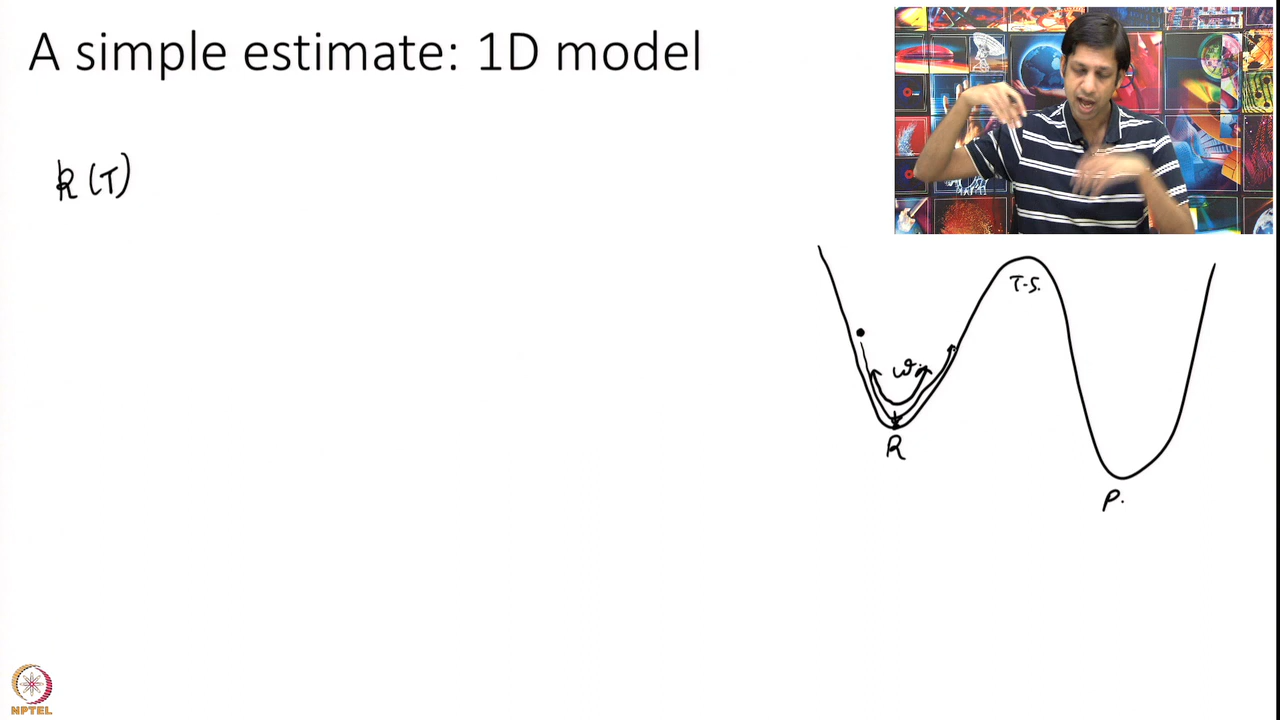 A simple estimate: 1D model
k(T)
T.S.
ω
R
P.
NPTEL